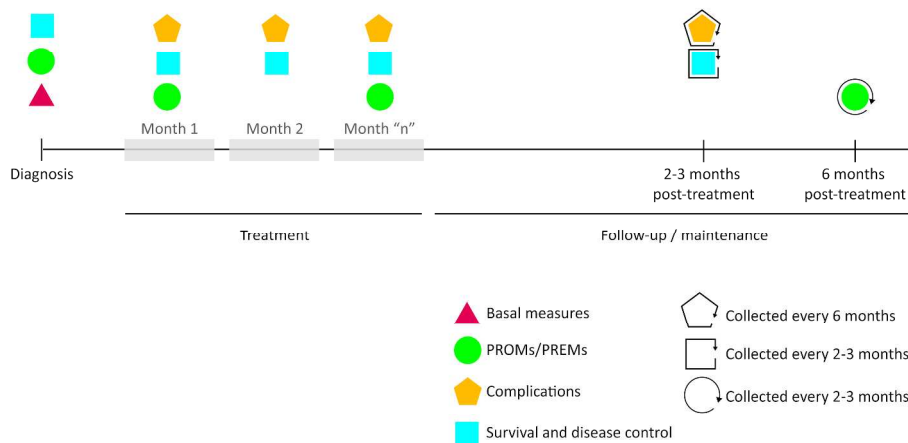 Month 1
Month 2
Month “n”
Diagnosis
2-3 months
post-treatment
6 months
post-treatment
Treatment
Follow-up / maintenance
Basal measures
PROMs/PREMs
Complications
Survival and disease control
Collected every 6 months
Collected every 2-3 months
Collected every 2-3 months